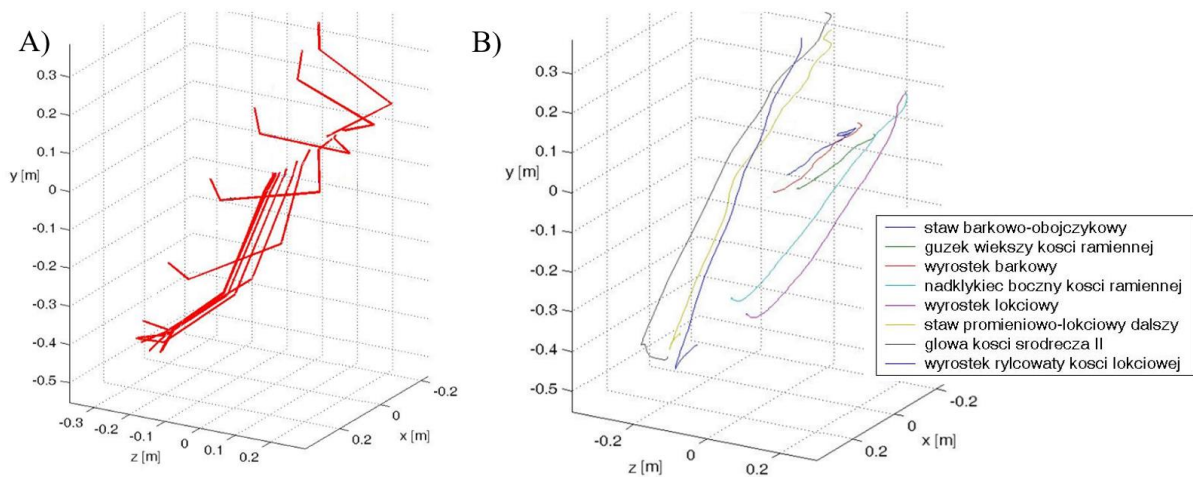 A)
0.3
0.2
0.1
0
-0.1
-0.2
-0.3
-0.4
-0.5
y [m]
-0.3
-0.2
-0.1
0
0.1
0.2
z [m]
0.2
0
-0.2
x [m]
B)
0.3
0.2
0.1
0
-0.1
-0.2
-0.3
-0.4
-0.5
y [m]
-0.2
0
0.2
z [m]
0.2
0
-0.2
x [m]
staw barkowo-obojczykowy
guzek wiekszy kosci ramiennej
wyrostek barkowy
nadklykiec boczny kosci ramiennej
wyrostek lokciowy
staw promieniowo-lokciowy dalszy
glowa kosci srodrecza II
wyrostek rylcowaty kosci lokciowej